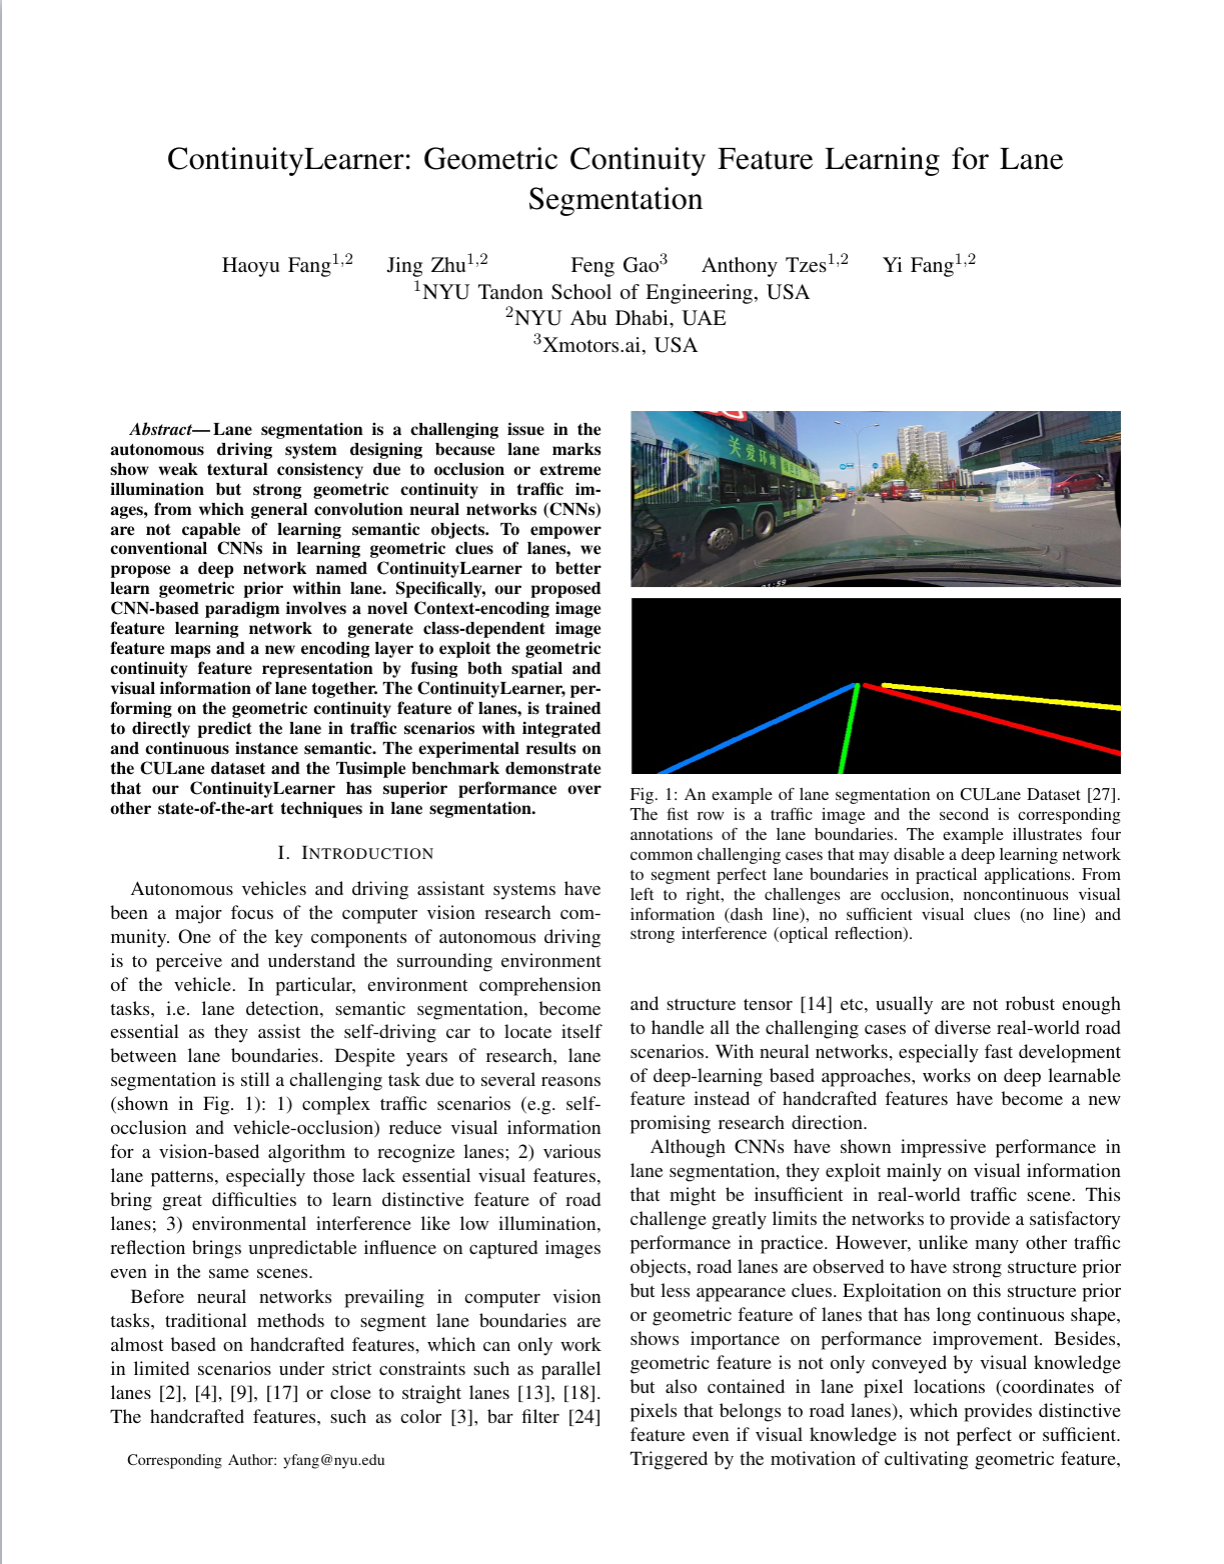 ContinuityLearner: Geometric Continuity Feature Learning for Lane
Segmentation
Haoyu Fang1,2 Jing Zhu1,2 Feng Gao3 Anthony Tzes1,2 Yi Fang1,2
1NYU Tandon School of Engineering, USA
2NYU Abu Dhabi, UAE
3Xmotors.ai, USA
Abstract—Lane segmentation is a challenging issue in the
autonomous driving system designing because lane marks
show weak textural consistency due to occlusion or extreme
illumination but strong geometric continuity in traffic im-
ages, from which general convolution neural networks (CNNs)
are not capable of learning semantic objects. To empower
conventional CNNs in learning geometric clues of lanes, we
propose a deep network named ContinuityLearner to better
learn geometric prior within lane. Specifically, our proposed
CNN-based paradigm involves a novel Context-encoding image
feature learning network to generate class-dependent image
feature maps and a new encoding layer to exploit the geometric
continuity feature representation by fusing both spatial and
visual information of lane together. The ContinuityLearner, per-
forming on the geometric continuity feature of lanes, is trained
to directly predict the lane in traffic scenarios with integrated
and continuous instance semantic. The experimental results on
the CULane dataset and the Tusimple benchmark demonstrate
that our ContinuityLearner has superior performance over
other state-of-the-art techniques in lane segmentation.
I. INTRODUCTION
Autonomous vehicles and driving assistant systems have
been a major focus of the computer vision research com-
munity. One of the key components of autonomous driving
is to perceive and understand the surrounding environment
of the vehicle. In particular, environment comprehension
tasks, i.e. lane detection, semantic segmentation, become
essential as they assist the self-driving car to locate itself
between lane boundaries. Despite years of research, lane
segmentation is still a challenging task due to several reasons
(shown in Fig. 1): 1) complex traffic scenarios (e.g. self-
occlusion and vehicle-occlusion) reduce visual information
for a vision-based algorithm to recognize lanes; 2) various
lane patterns, especially those lack essential visual features,
bring great difficulties to learn distinctive feature of road
lanes; 3) environmental interference like low illumination,
reflection brings unpredictable influence on captured images
even in the same scenes.
Before neural networks prevailing in computer vision
tasks, traditional methods to segment lane boundaries are
almost based on handcrafted features, which can only work
in limited scenarios under strict constraints such as parallel
lanes [2], [4], [9], [17] or close to straight lanes [13], [18].
The handcrafted features, such as color [3], bar filter [24]
Corresponding Author: yfang@nyu.edu
关爱环境
:59
Fig. 1: An example of lane segmentation on CULane Dataset [27].
The fist row is a traffic image and the second is corresponding
annotations of the lane boundaries. The example illustrates four
common challenging cases that may disable a deep learning network
to segment perfect lane boundaries in practical applications. From
left to right, the challenges are occlusion, noncontinuous visual
information (dash line), no sufficient visual clues (no line) and
strong interference (optical reflection).
and structure tensor [14] etc, usually are not robust enough
to handle all the challenging cases of diverse real-world road
scenarios. With neural networks, especially fast development
of deep-learning based approaches, works on deep learnable
feature instead of handcrafted features have become a new
promising research direction.
Although CNNs have shown impressive performance in
lane segmentation, they exploit mainly on visual information
that might be insufficient in real-world traffic scene. This
challenge greatly limits the networks to provide a satisfactory
performance in practice. However, unlike many other traffic
objects, road lanes are observed to have strong structure prior
but less appearance clues. Exploitation on this structure prior
or geometric feature of lanes that has long continuous shape,
shows importance on performance improvement. Besides,
geometric feature is not only conveyed by visual knowledge
but also contained in lane pixel locations (coordinates of
pixels that belongs to road lanes), which provides distinctive
feature even if visual knowledge is not perfect or sufficient.
Triggered by the motivation of cultivating geometric feature,